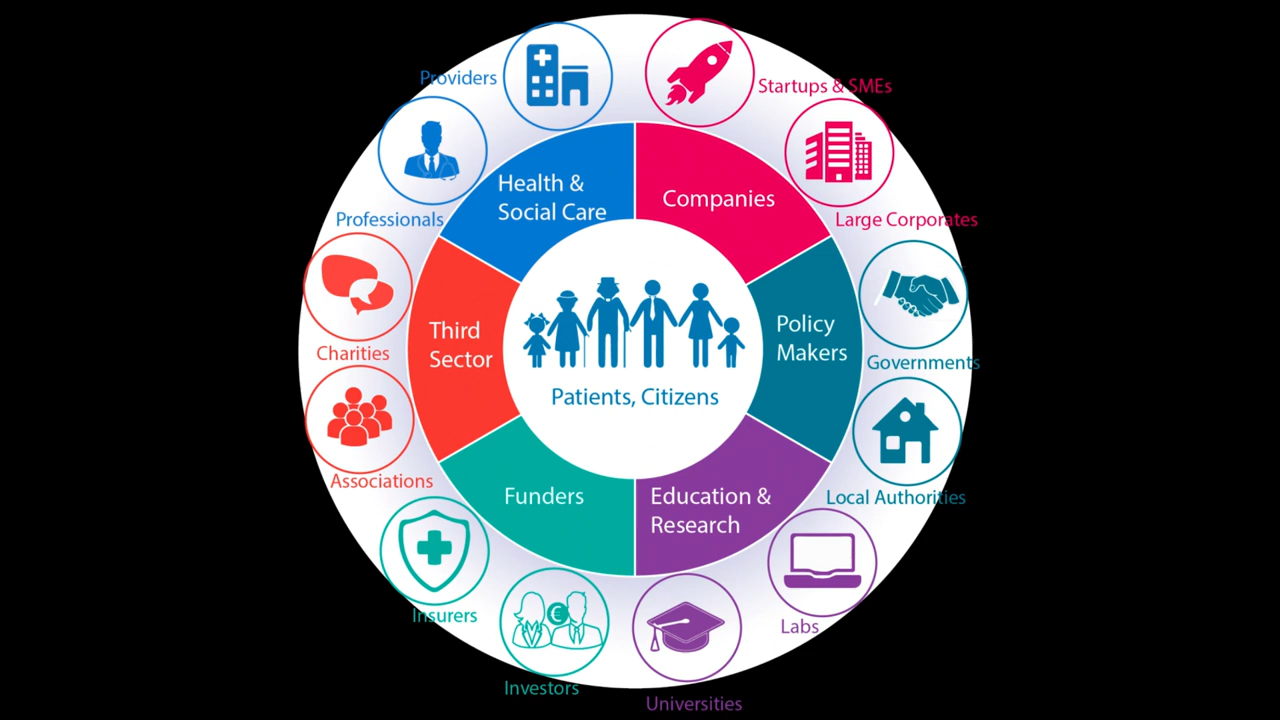 Providers
Startups & SMEs
Professionals
Large Corporates
Health &
Social Care
Companies
Third
Sector
Policy
Makers
Charities
Governments
Patients, Citizens
Associations
Local Authorities
Funders
Education &
Research
Insurers
Labs
Investors
Universities
€